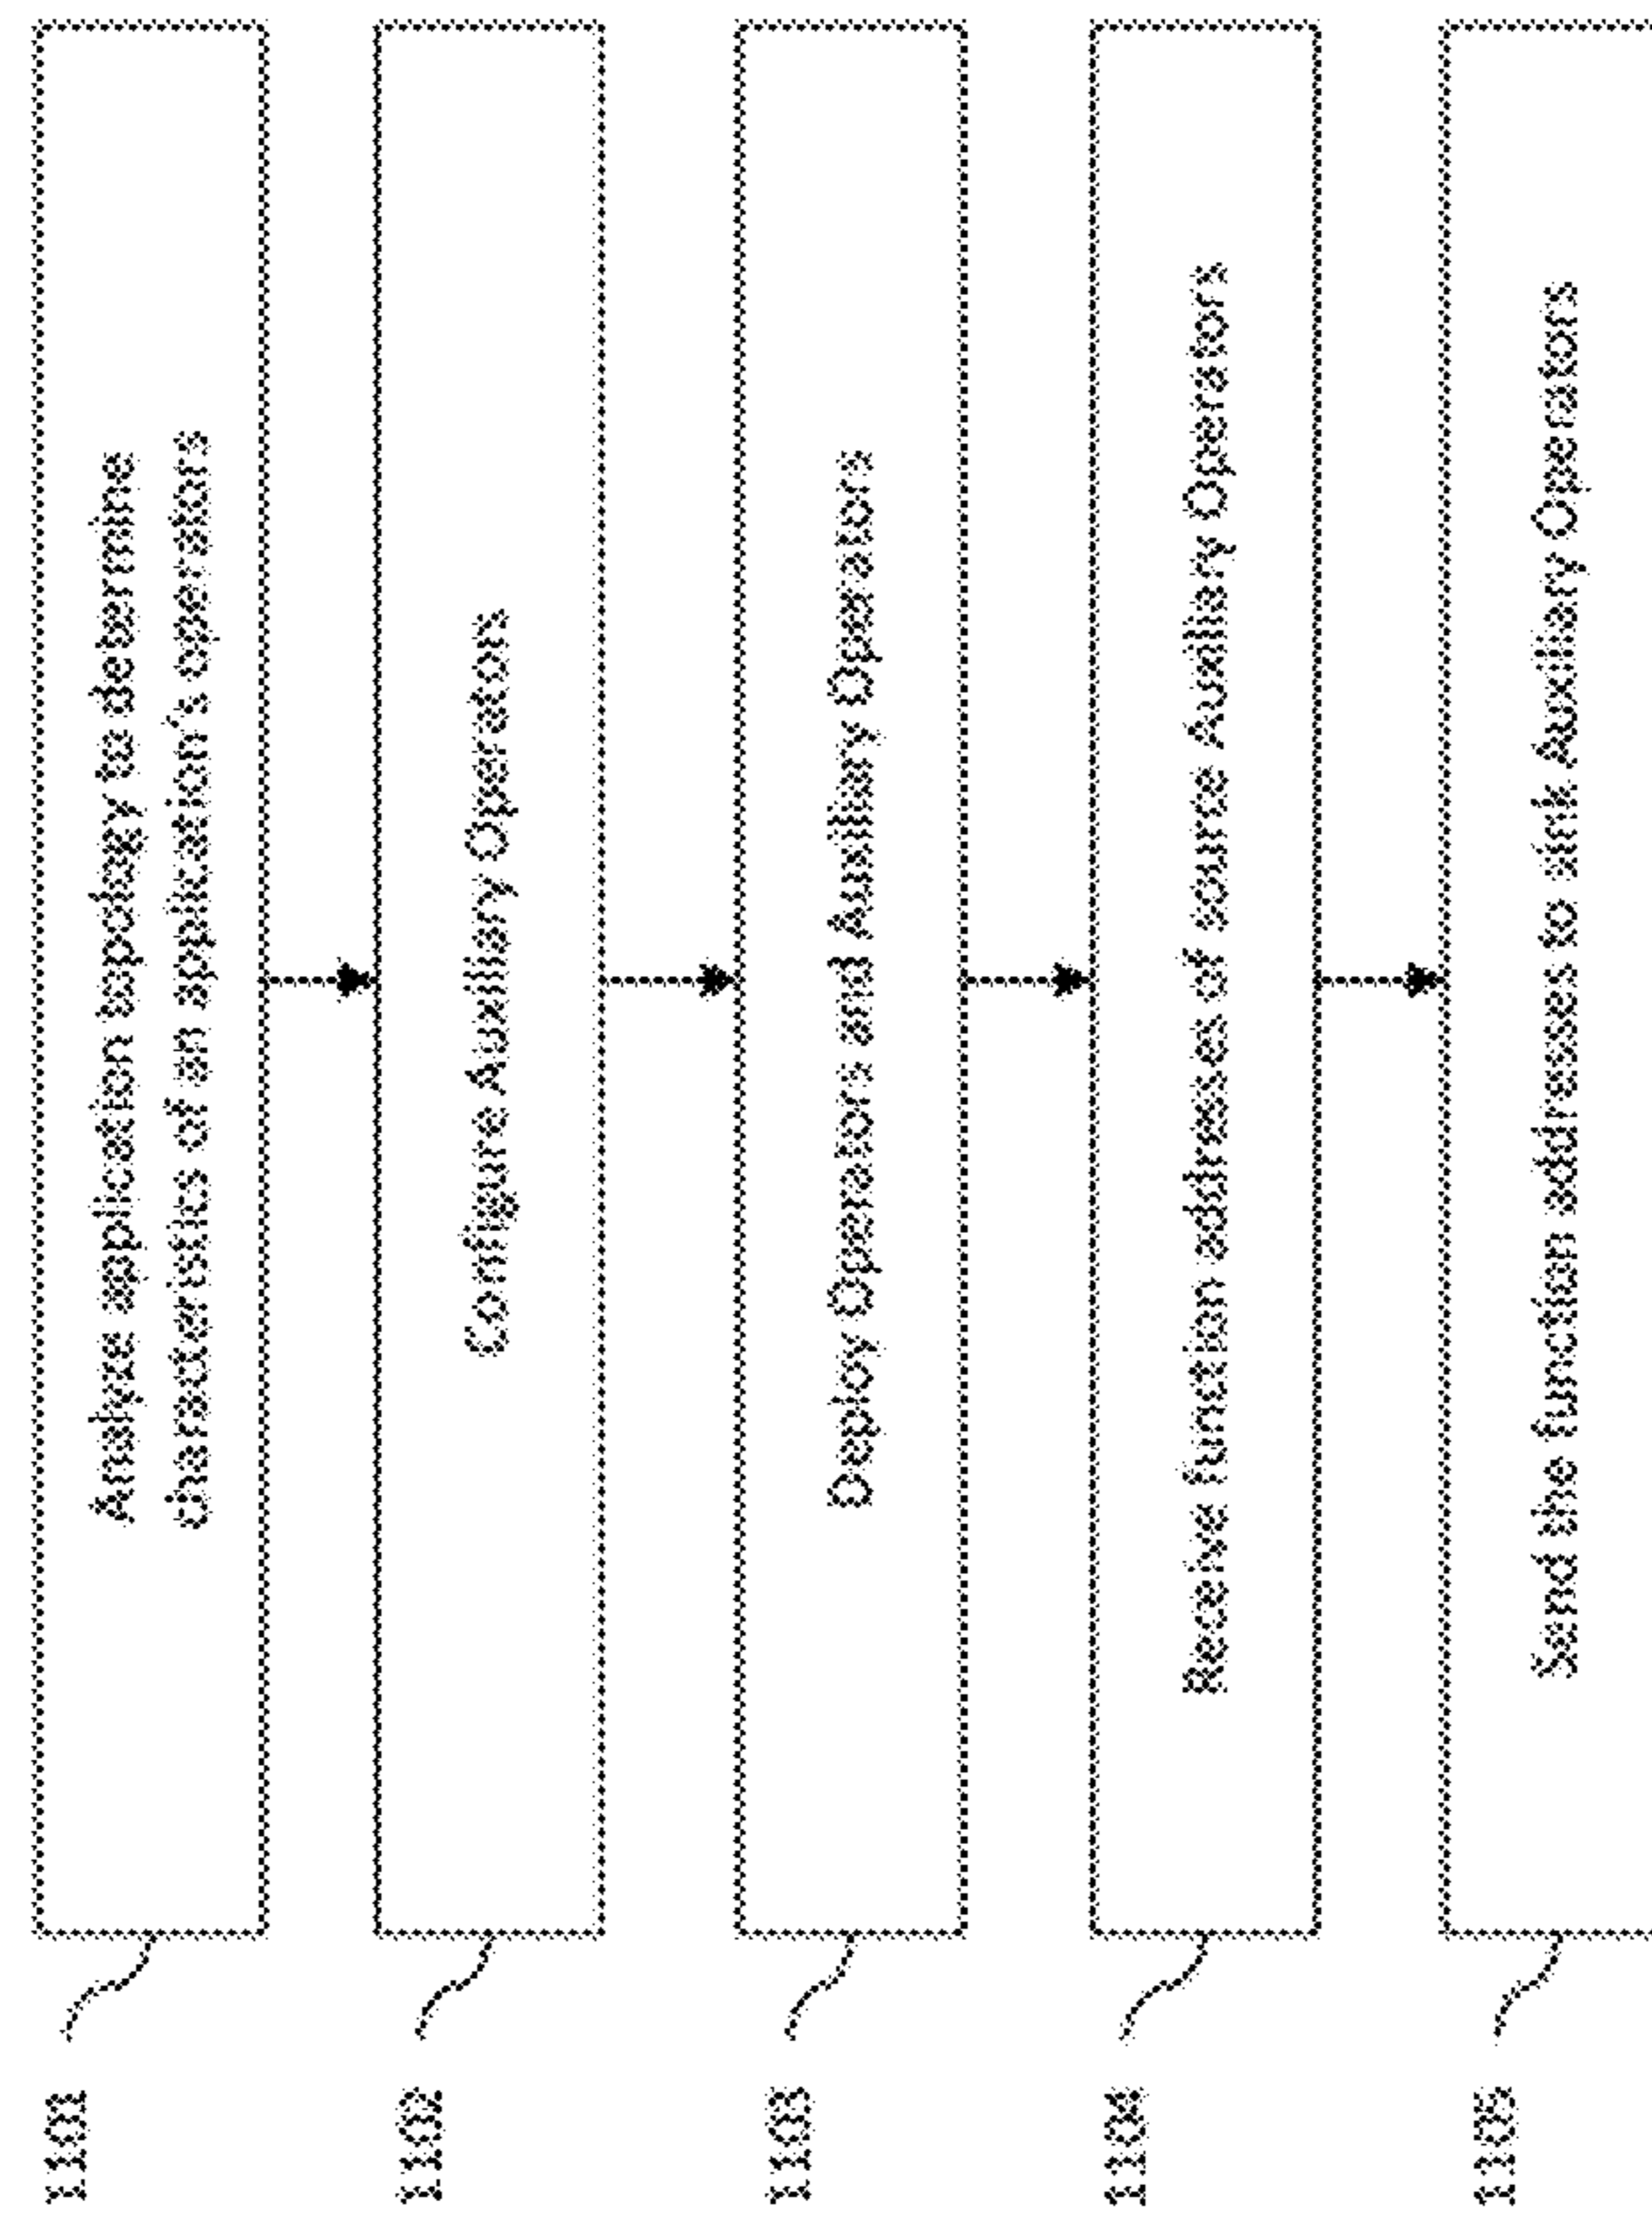 1101
Analyze application topology to determine
characteristics of an application's operators
1102
Configure Auxiliary Operators
1103
Deploy Operators and Auxiliary Operators
1104
Receive function addresses of source Auxiliary Operators
1105
Send the function addresses to sink Auxiliary Operators